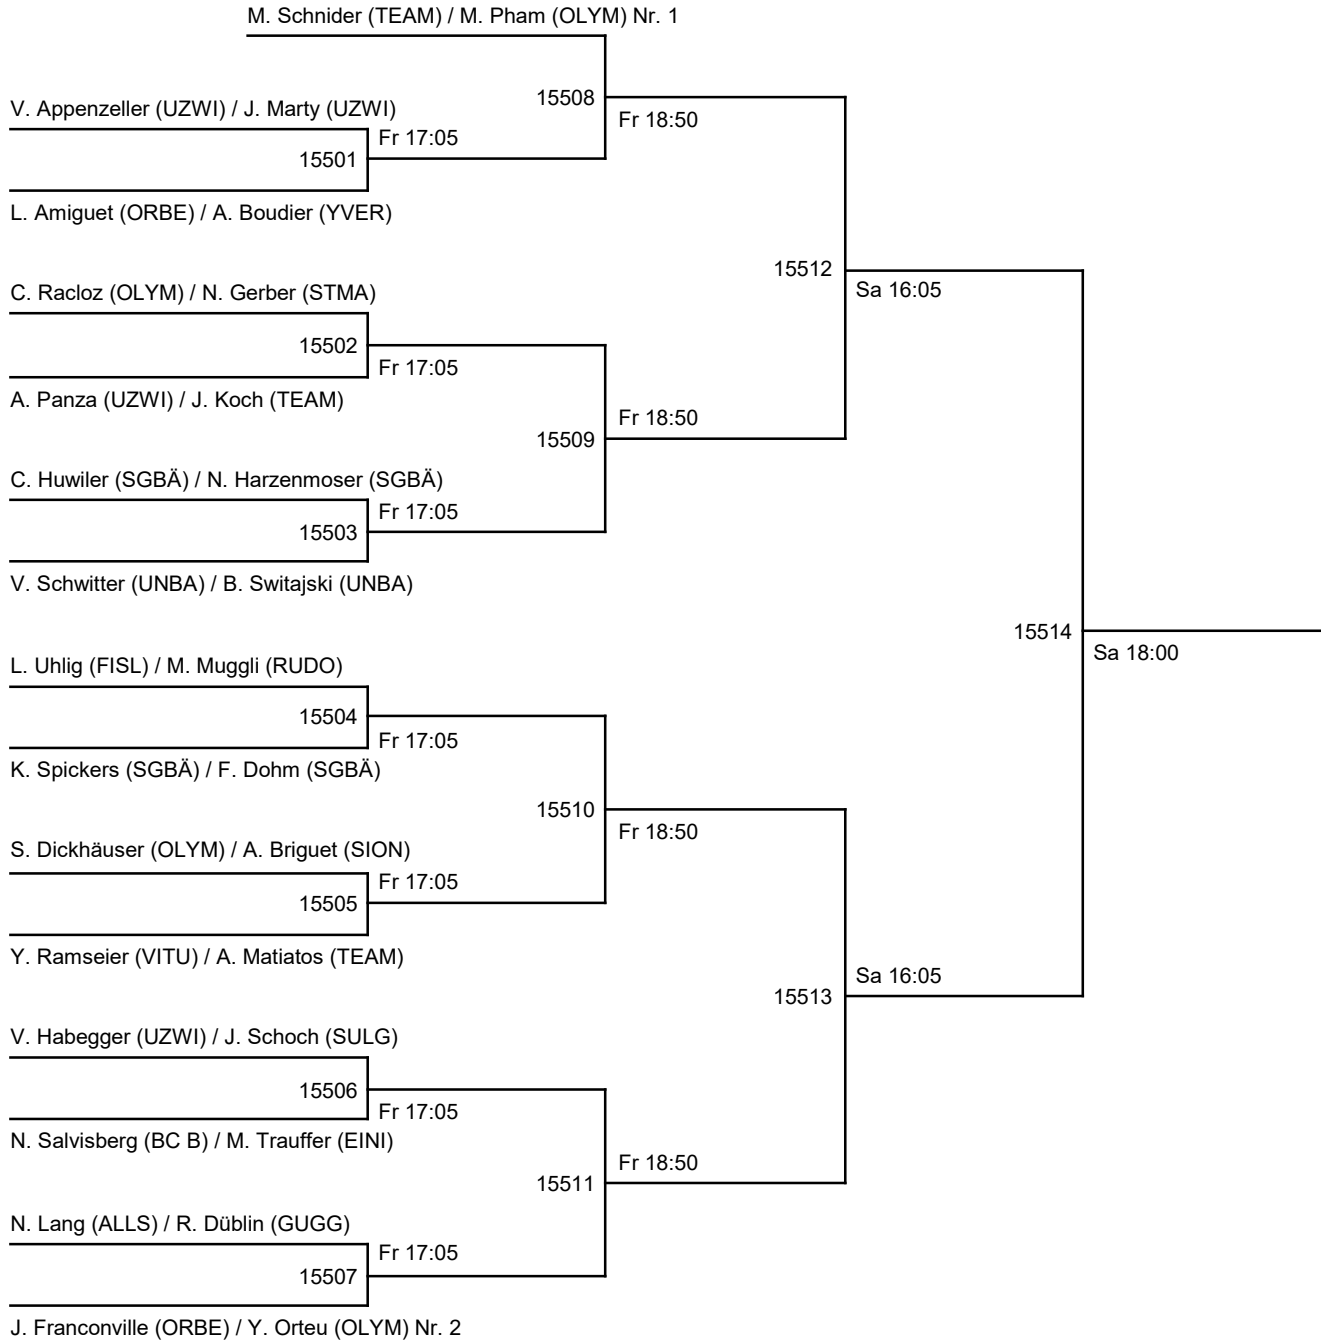 M. Schnider (TEAM) / M. Pham (OLYM) Nr. 1
15508
Fr 18:50
V. Appenzeller (UZWI) / J. Marty (UZWI)
Fr 17:05
15501
L. Amiguet (ORBE) / A. Boudier (YVER)
15512
Sa 16:05
C. Racloz (OLYM) / N. Gerber (STMA)
15502
Fr 17:05
A. Panza (UZWI) / J. Koch (TEAM)
Fr 18:50
15509
C. Huwiler (SGBÄ) / N. Harzenmoser (SGBÄ)
Fr 17:05
15503
V. Schwitter (UNBA) / B. Switajski (UNBA)
15514
Sa 18:00
L. Uhlig (FISL) / M. Muggli (RUDO)
15504
Fr 17:05
K. Spickers (SGBÄ) / F. Dohm (SGBÄ)
15510
Fr 18:50
S. Dickhäuser (OLYM) / A. Briguet (SION)
Fr 17:05
15505
Y. Ramseier (VITU) / A. Matiatos (TEAM)
Sa 16:05
15513
V. Habegger (UZWI) / J. Schoch (SULG)
15506
Fr 17:05
N. Salvisberg (BC B) / M. Trauffer (EINI)
Fr 18:50
15511
N. Lang (ALLS) / R. Düblin (GUGG)
Fr 17:05
15507
J. Franconville (ORBE) / Y. Orteu (OLYM) Nr. 2